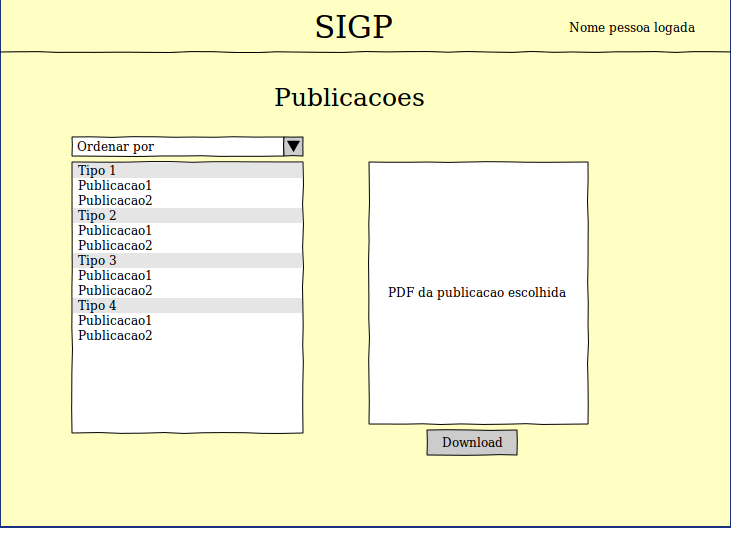 SIGP
Nome pessoa logada
Publicacoes
Ordenar por
Tipo 1
Publicacao1
Publicacao2
Tipo 2
Publicacao1
Publicacao2
Tipo 3
Publicacao1
Publicacao2
Tipo 4
Publicacao1
Publicacao2
PDF da publicacao escolhida
Download